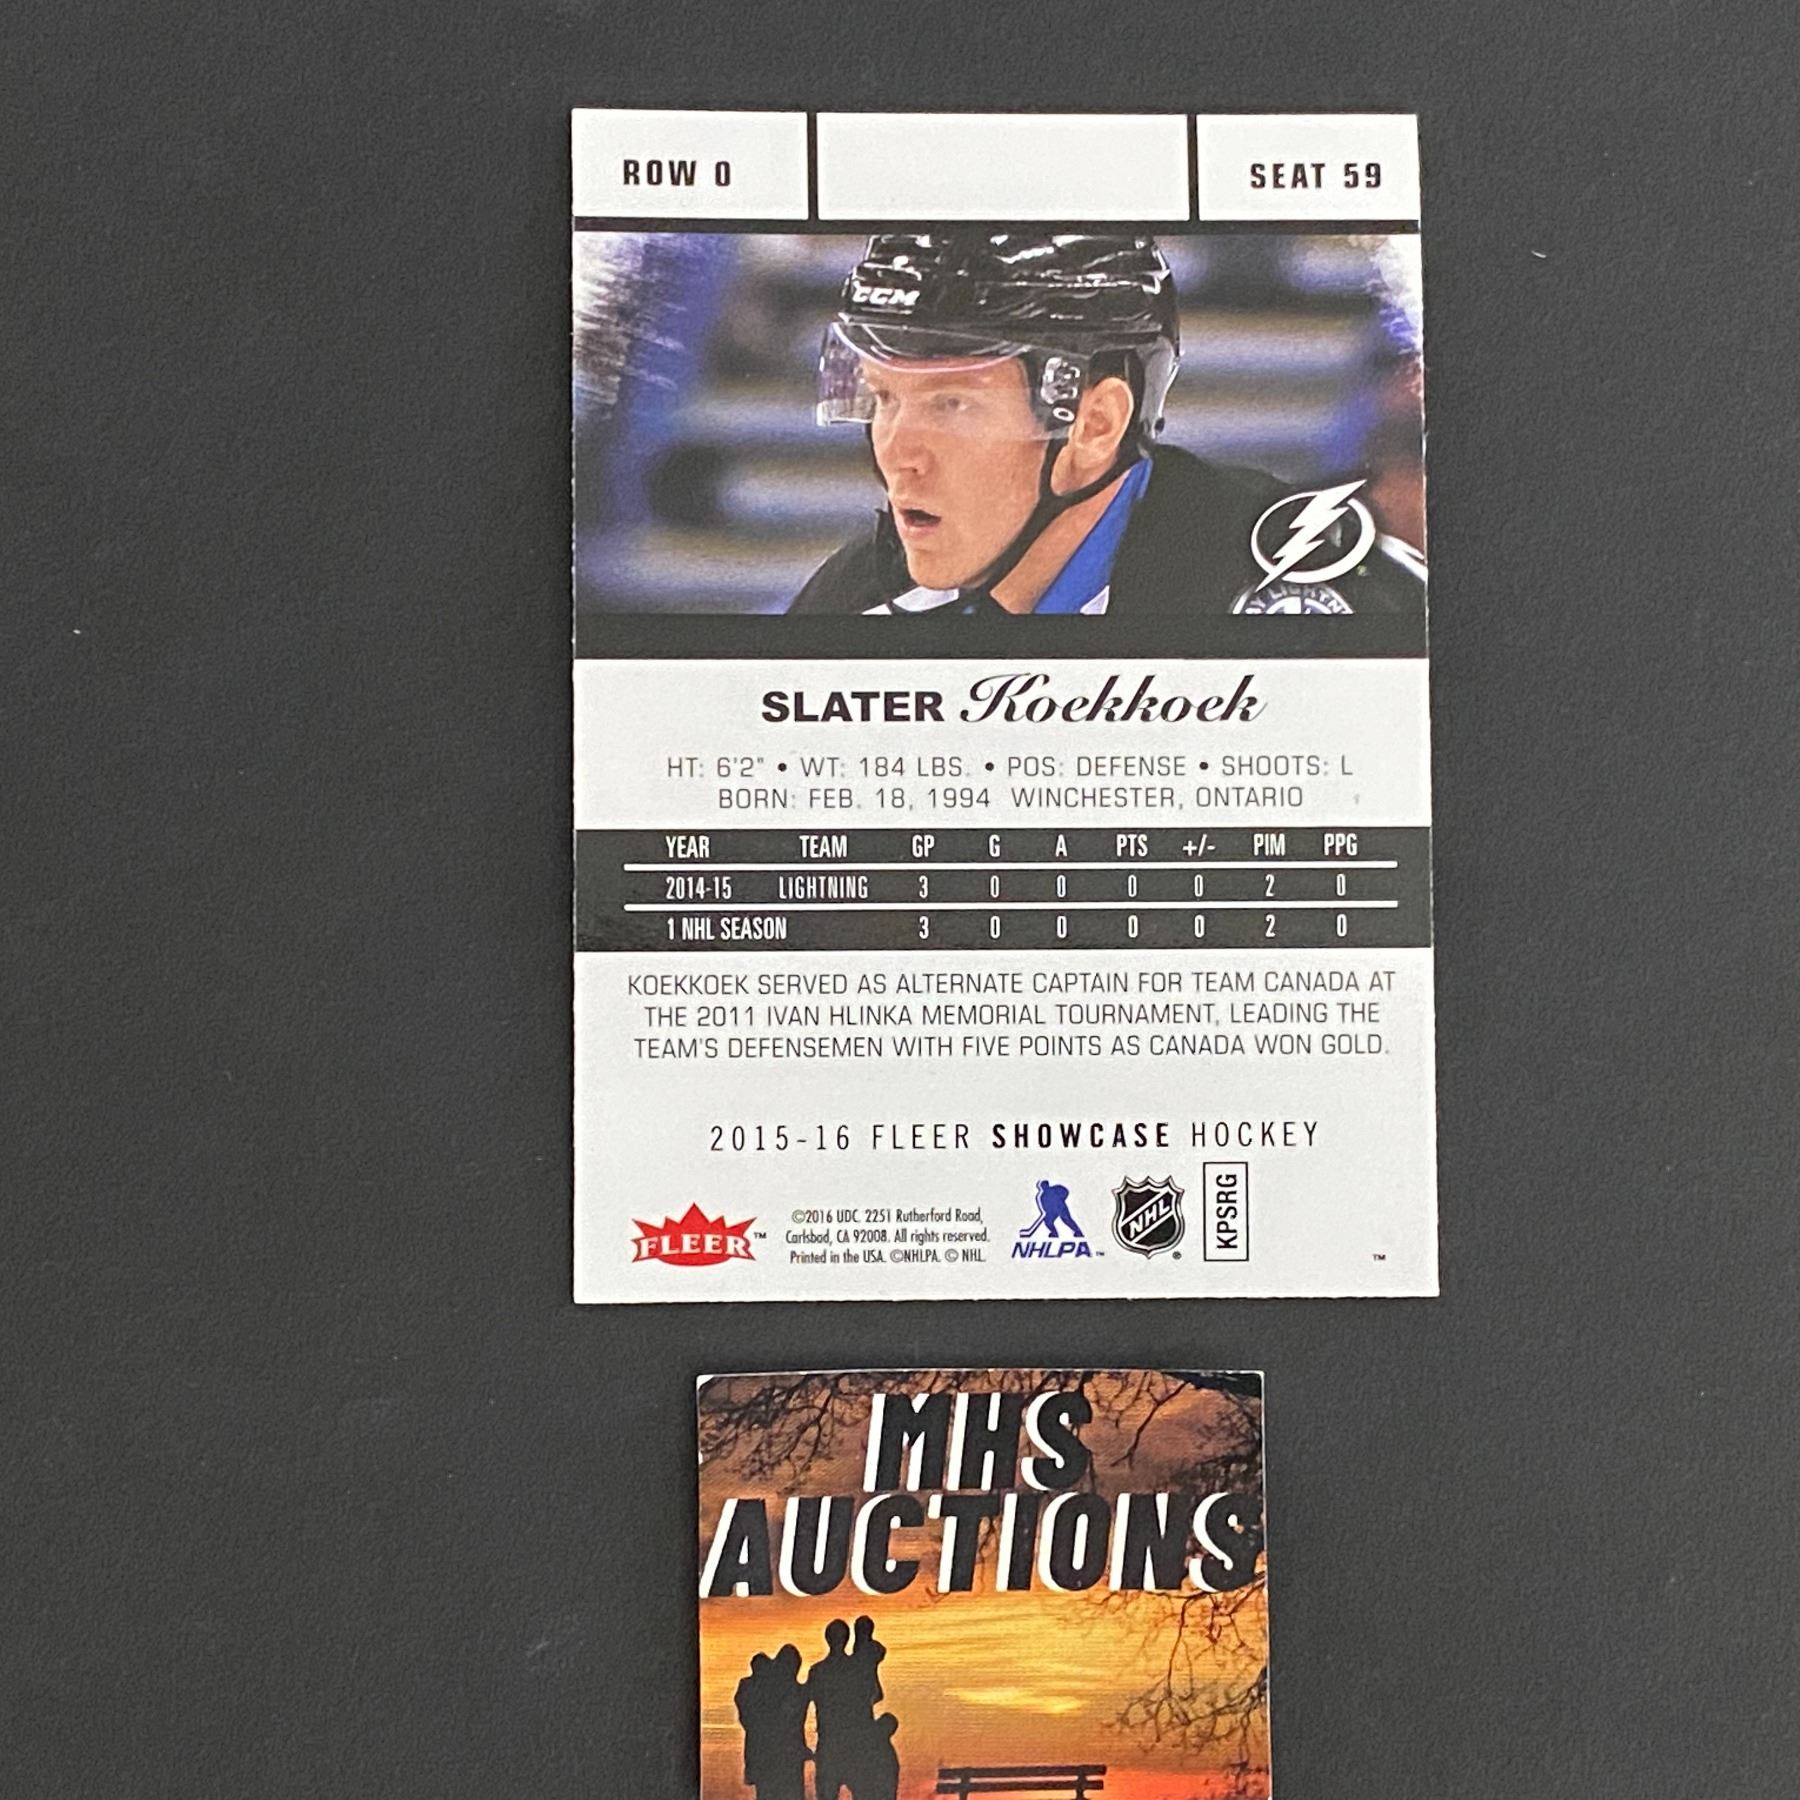 ROW 0 SEAT 59
CCM
SLATER Koekkoek
HT: 6'2" • WT: 184 LBS. • POS: DEFENSE • SHOOTS: L
BORN: FEB. 18, 1994 WINCHESTER, ONTARIO
YEAR TEAM GP G A PTS +/- PIM PPG
2014-15 LIGHTNING 3 0 0 0 0 2 0
1 NHL SEASON 3 0 0 0 0 2 0
KOEKKOEK SERVED AS ALTERNATE CAPTAIN FOR TEAM CANADA AT
THE 2011 IVAN HLINKA MEMORIAL TOURNAMENT, LEADING THE
TEAM'S DEFENSEMEN WITH FIVE POINTS AS CANADA WON GOLD.
2015-16 FLEER SHOWCASE HOCKEY
FLEER™
©2016 UDC. 2251 Rutherford Road,
Carlsbad, CA 92008. All rights reserved.
Printed in the USA. ©NHLPA. © NHL.
NHLPA™
NHL®
KPSRG
™
MHS
AUCTIONS